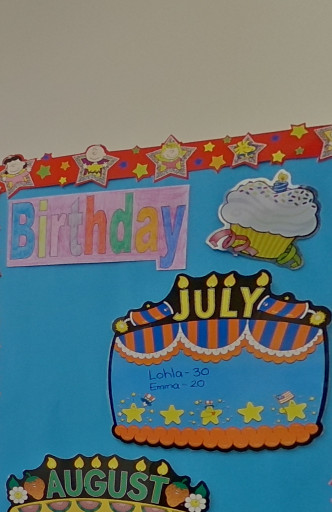 Birthday
JULY
Lohla - 30
Emma - 20
AUGUST